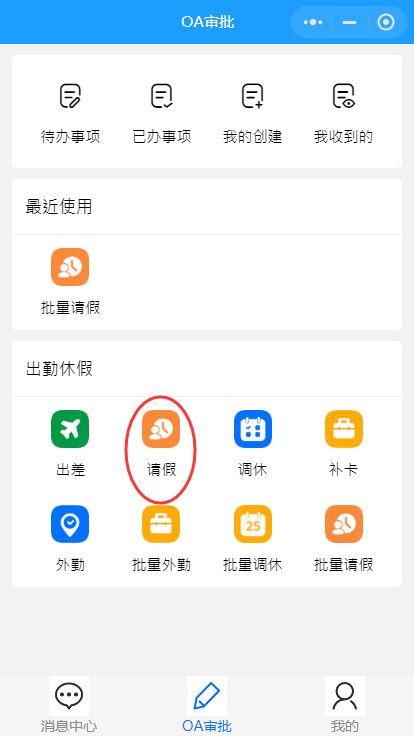 OA审批
待办事项 已办事项 我的创建 我收到的
最近使用
批量请假
出勤休假
出差 请假 调休 补卡
25
外勤 批量外勤 批量调休 批量请假
消息中心 OA审批 我的